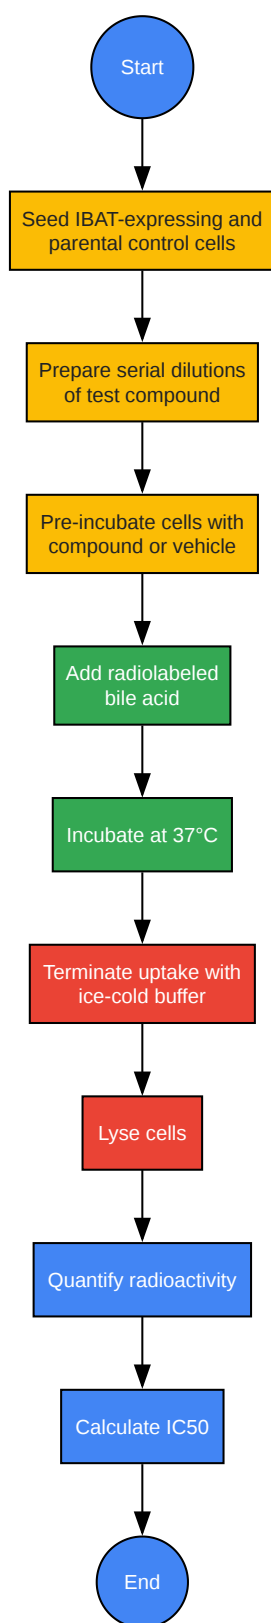 Start
Seed IBAT-expressing and
parental control cells
Prepare serial dilutions
of test compound
Pre-incubate cells with
compound or vehicle
Add radiolabeled
bile acid
Incubate at 37°C
Terminate uptake with
ice-cold buffer
Lyse cells
Quantify radioactivity
Calculate IC50
End